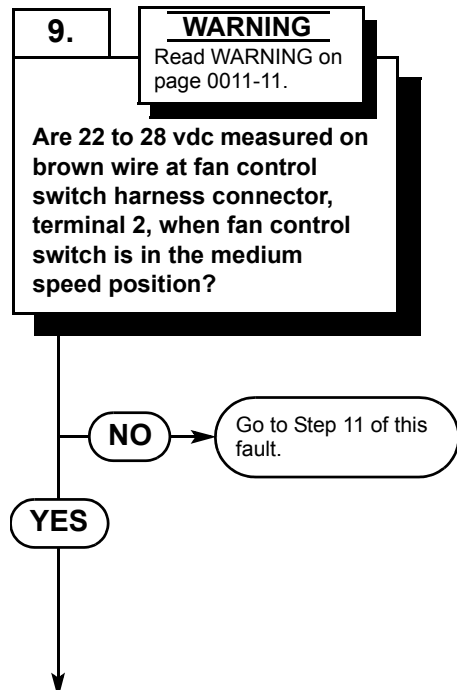 9.
WARNING
Read WARNING on
page 0011-11.
Are 22 to 28 vdc measured on
brown wire at fan control
switch harness connector,
terminal 2, when fan control
switch is in the medium
speed position?
NO
Go to Step 11 of this
fault.
YES